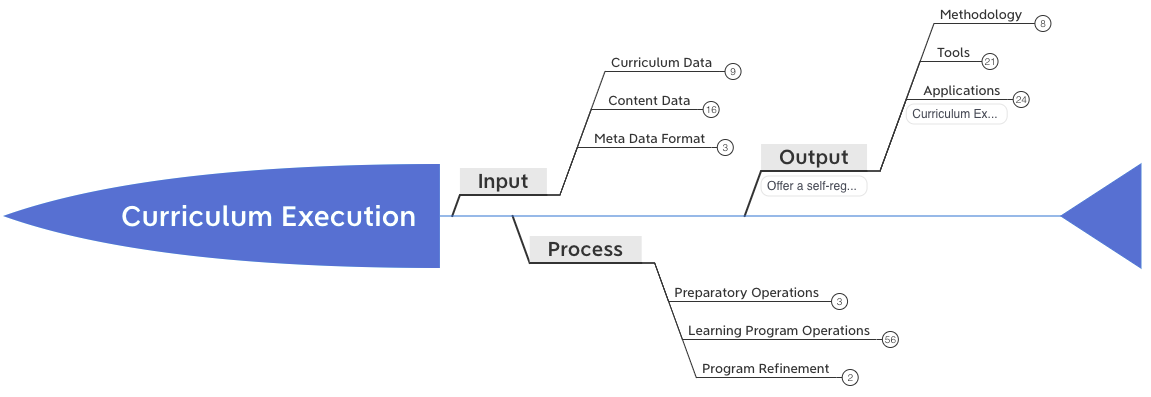 Methodology 8
Tools 21
Curriculum Data 9
Applications 24
Content Data 16
Curriculum Ex...
Meta Data Format 3
Output
Input
Offer a self-reg...
Curriculum Execution
Process
Preparatory Operations 3
Learning Program Operations 56
Program Refinement 2